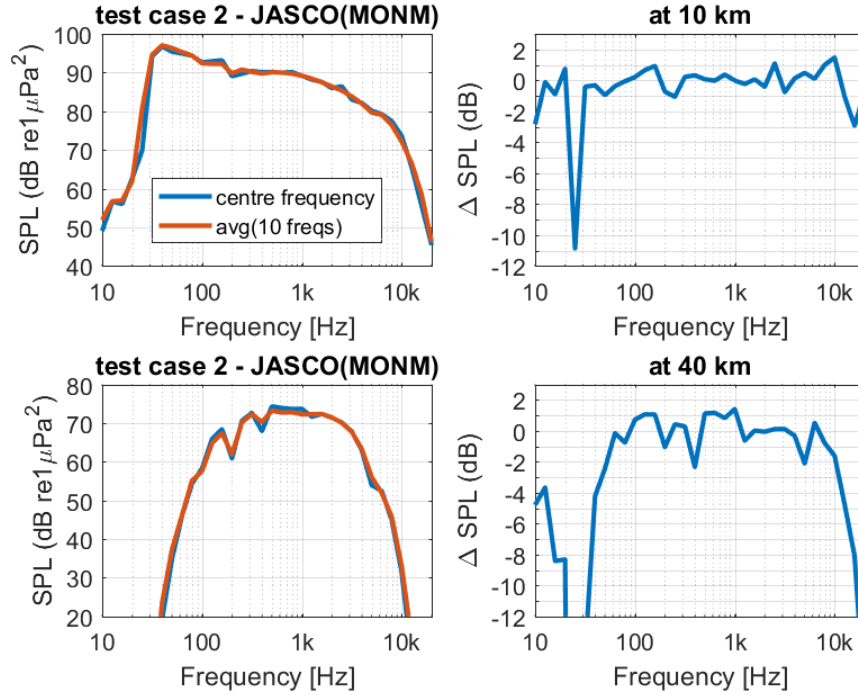 test case 2 - JASCO(MONM)
SPL (dB re1μPa²)
100
90
80
70
60
50
40
centre frequency
avg(10 freqs)
10 100 1k 10k
Frequency [Hz]
at 10 km
Δ SPL (dB)
2
0
-2
-4
-6
-8
-10
-12
10 100 1k 10k
Frequency [Hz]
test case 2 - JASCO(MONM)
SPL (dB re1μPa²)
80
70
60
50
40
30
20
10 100 1k 10k
Frequency [Hz]
at 40 km
Δ SPL (dB)
2
0
-2
-4
-6
-8
-10
-12
10 100 1k 10k
Frequency [Hz]